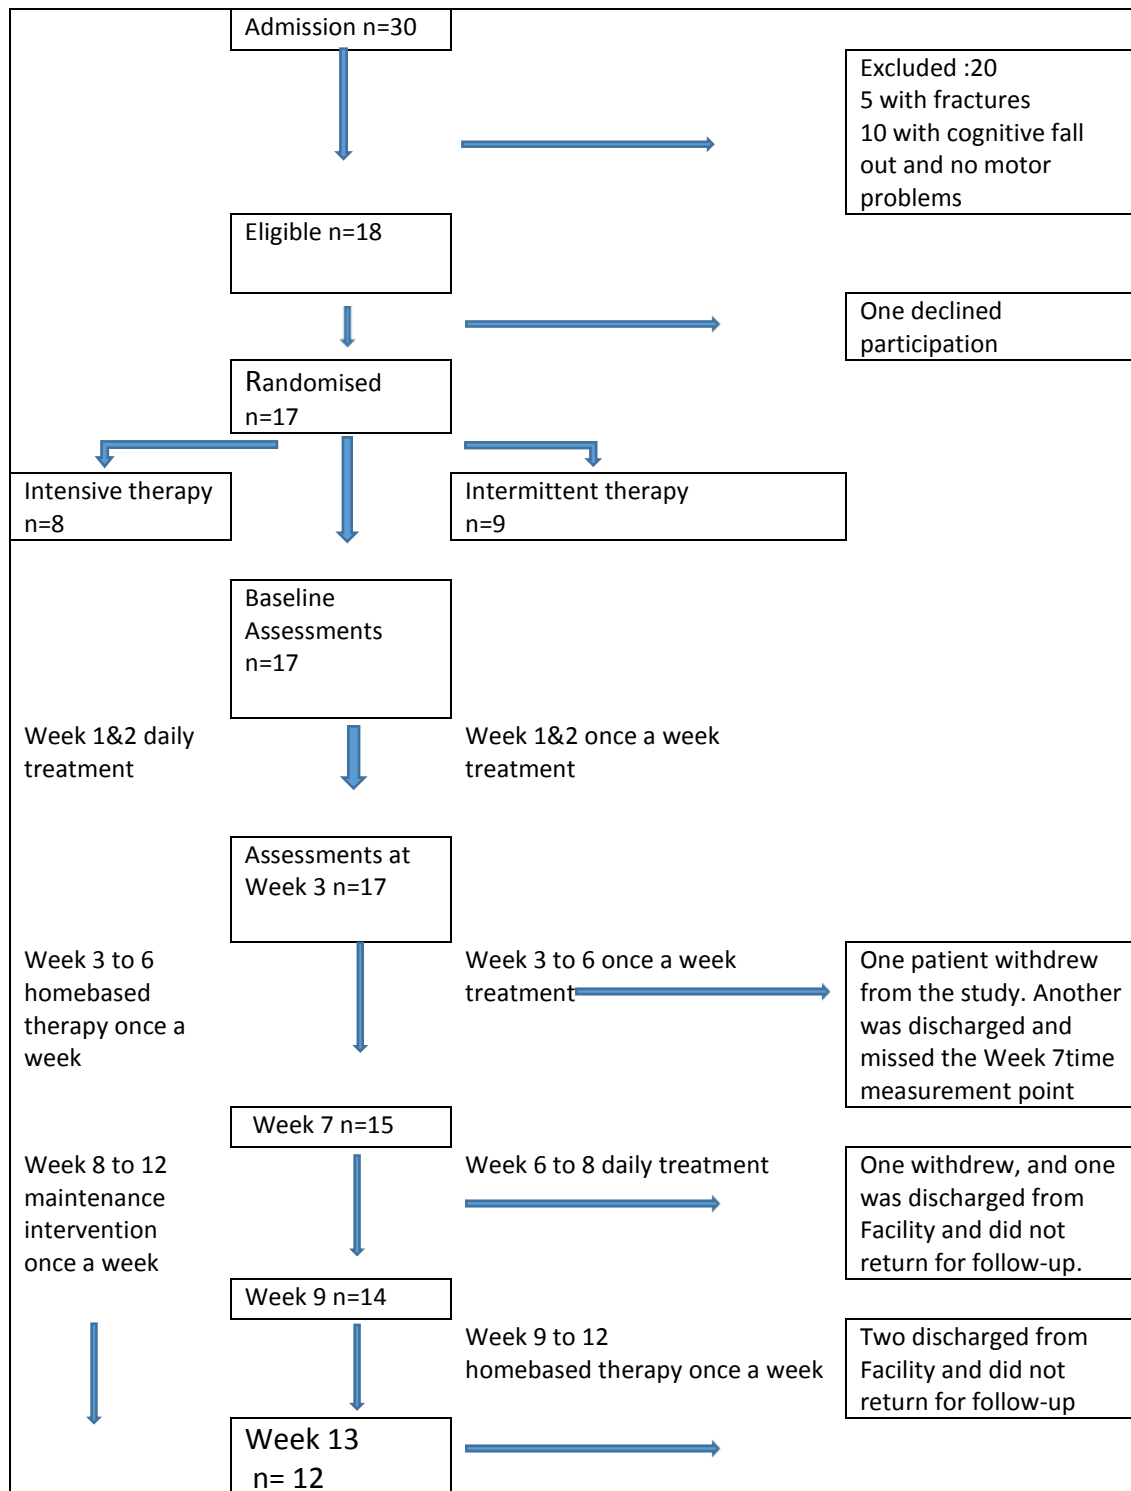 Admission n=30
Excluded :20
5 with fractures
10 with cognitive fall
out and no motor
problems
Eligible n=18
One declined
participation
Randomised
n=17
Intensive therapy
n=8
Intermittent therapy
n=9
Baseline
Assessments
n=17
Week 1&2 daily
treatment
Week 1&2 once a week
treatment
Assessments at
Week 3 n=17
Week 3 to 6
homebased
therapy once a
week
Week 3 to 6 once a week
treatment
One patient withdrew
from the study. Another
was discharged and
missed the Week 7time
measurement point
Week 7 n=15
Week 8 to 12
maintenance
intervention
once a week
Week 6 to 8 daily treatment
One withdrew, and one
was discharged from
Facility and did not
return for follow-up.
Week 9 n=14
Week 9 to 12
homebased therapy once a week
Two discharged from
Facility and did not
return for follow-up
Week 13
n= 12